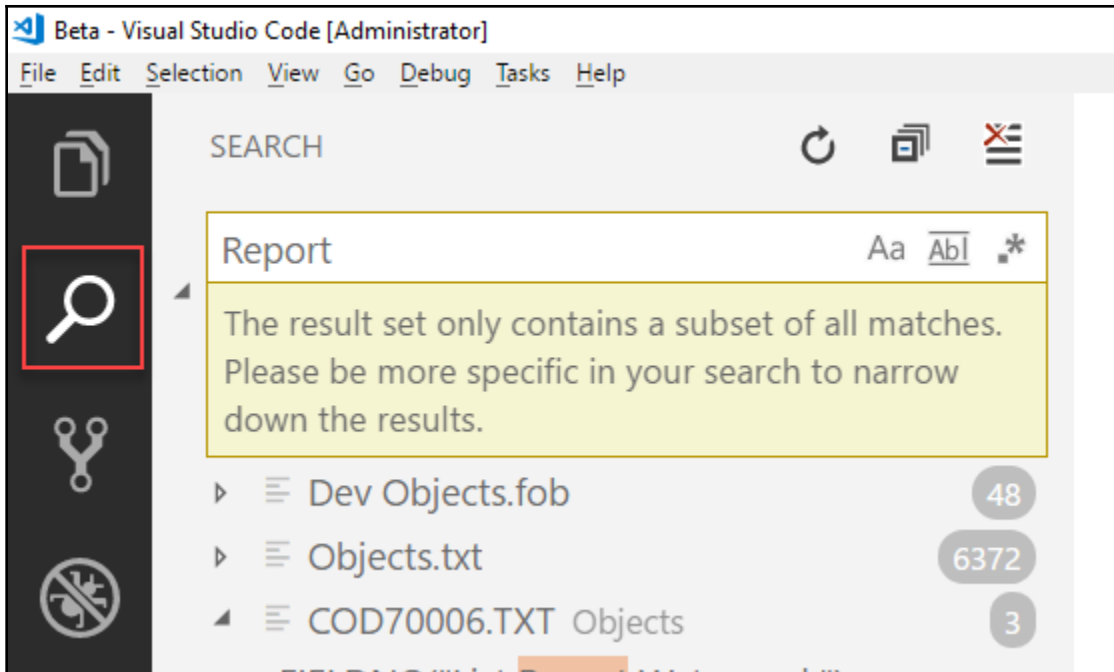 Beta - Visual Studio Code [Administrator]
File Edit Selection View Go Debug Tasks Help
SEARCH
Report Aa Abl .*
The result set only contains a subset of all matches.
Please be more specific in your search to narrow
down the results.
Dev Objects.fob 48
Objects.txt 6372
COD70006.TXT Objects 3